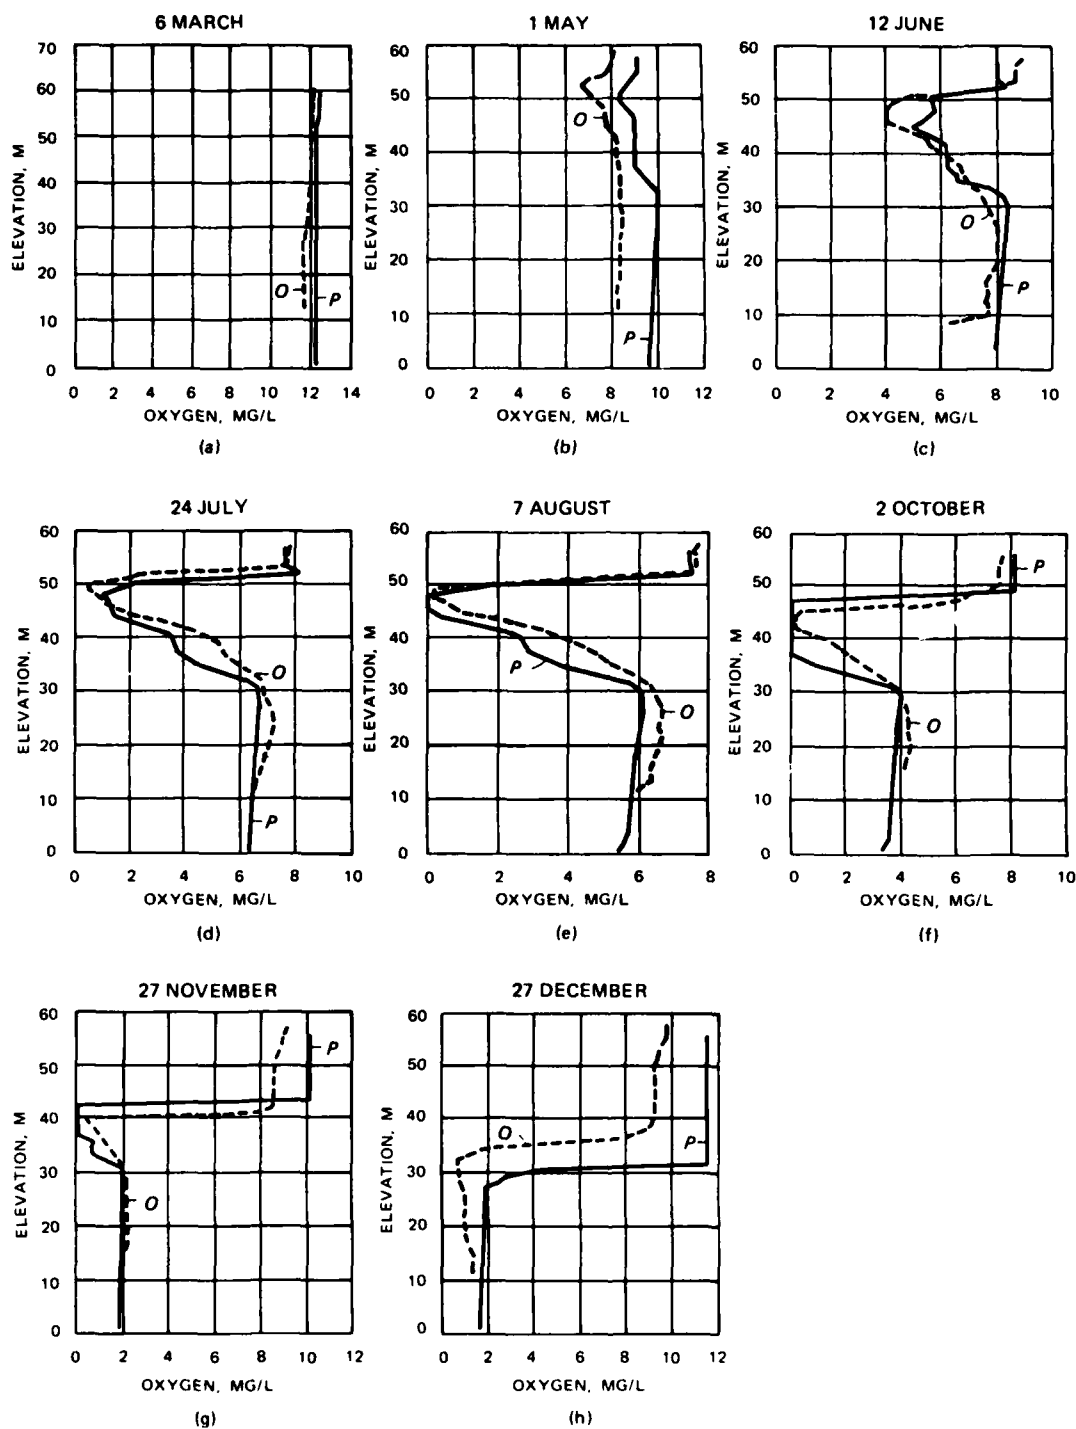 6 MARCH
70
60
50
40
30
20
10
0
ELEVATION, M
O
P
0 2 4 6 8 10 12 14
OXYGEN, MG/L
(a)
1 MAY
60
50
40
30
20
10
0
ELEVATION, M
O
P
0 2 4 6 8 10 12
OXYGEN, MG/L
(b)
12 JUNE
60
50
40
30
20
10
0
ELEVATION, M
O
P
0 2 4 6 8 10
OXYGEN, MG/L
(c)
24 JULY
60
50
40
30
20
10
0
ELEVATION, M
O
P
0 2 4 6 8 10
OXYGEN, MG/L
(d)
7 AUGUST
60
50
40
30
20
10
0
ELEVATION, M
P
O
0 2 4 6 8
OXYGEN, MG/L
(e)
2 OCTOBER
60
50
40
30
20
10
0
ELEVATION, M
P
O
0 2 4 6 8 10
OXYGEN, MG/L
(f)
27 NOVEMBER
60
50
40
30
20
10
0
ELEVATION, M
P
O
0 2 4 6 8 10 12
OXYGEN, MG/L
(g)
27 DECEMBER
60
50
40
30
20
10
0
ELEVATION, M
O
P
0 2 4 6 8 10 12
OXYGEN, MG/L
(h)